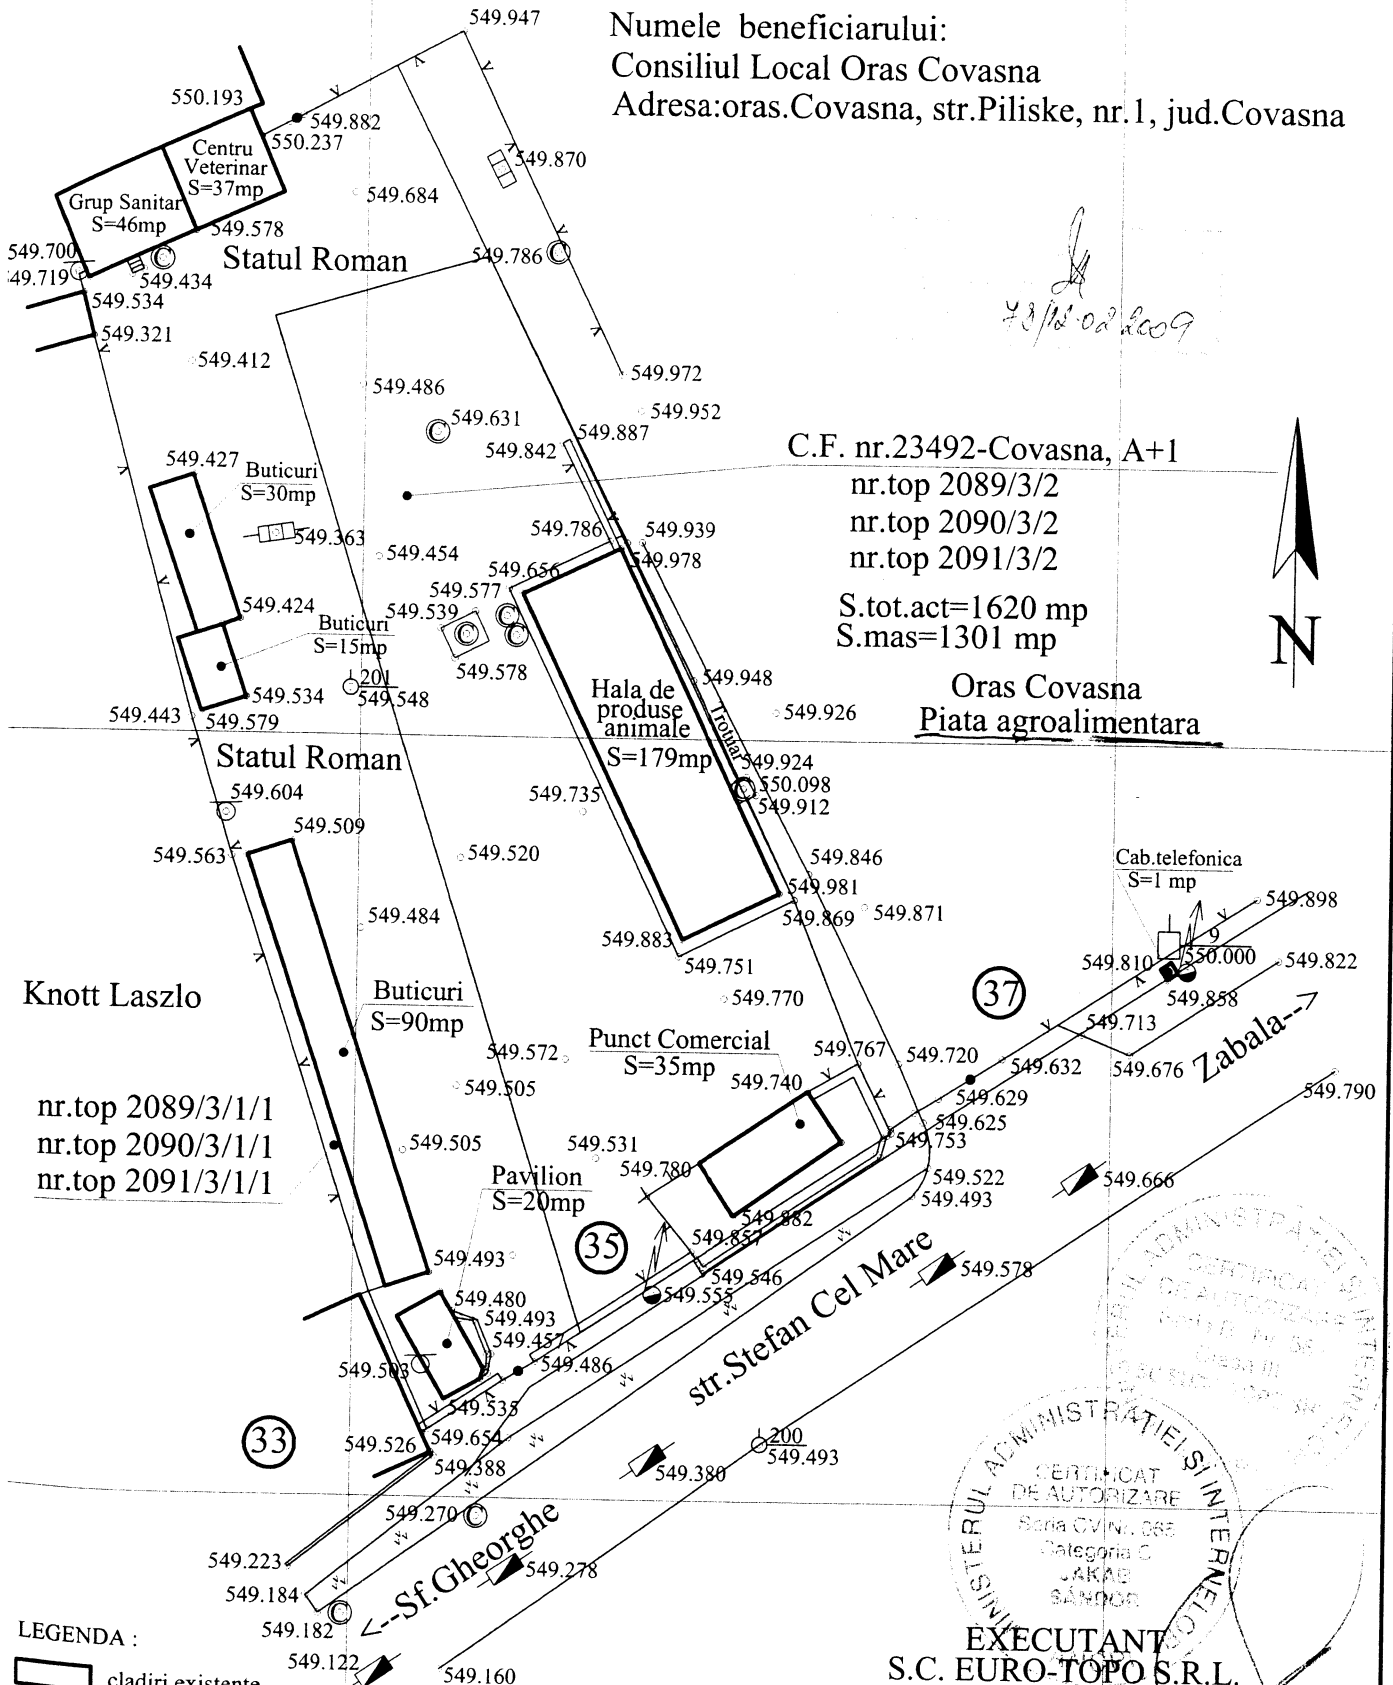 Numele beneficiarului:
Consiliul Local Oras Covasna
Adresa:oras.Covasna, str.Piliske, nr.1, jud.Covasna
549.947
550.193
549.882
550.237
Centru
Veterinar
S=37mp
549.870
Grup Sanitar
S=46mp
549.684
549.578
549.700
549.719
Statul Roman
549.786
549.434
549.534
549.321
549.412
549.486
549.972
549.952
549.631
549.887
549.842
C.F. nr.23492-Covasna, A+1
nr.top 2089/3/2
nr.top 2090/3/2
nr.top 2091/3/2
S.tot.act=1620 mp
S.mas=1301 mp
N
549.427
Buticuri
S=30mp
549.363
549.454
549.786
549.939
549.978
549.656
549.577
549.539
549.424
Buticuri
S=15mp
549.578
201
549.548
549.534
549.443
549.579
Hala de
produse
animale
S=179mp
Trotuar
549.948
549.926
Oras Covasna
Piata agroalimentara
Statul Roman
549.924
550.098
549.912
549.604
549.735
549.509
549.563
549.520
549.846
549.981
549.869
549.871
Cab.telefonica
S=1 mp
549.898
549.484
549.883
549.751
9
550.000
549.810
549.822
549.858
Knott Laszlo
Buticuri
S=90mp
549.770
37
549.713
Zabala-->
549.572
Punct Comercial
S=35mp
549.767
549.720
549.632
549.676
549.740
549.505
549.790
nr.top 2089/3/1/1
nr.top 2090/3/1/1
nr.top 2091/3/1/1
549.629
549.625
549.753
549.505
549.531
549.780
Pavilion
S=20mp
549.522
549.493
549.666
549.882
549.857
35
549.493
549.546
549.555
549.578
str.Stefan Cel Mare
549.480
549.493
549.457
549.486
549.503
549.535
33
549.526
549.654
549.388
200
549.493
549.380
549.270
<--Sf.Gheorghe
549.278
549.223
549.184
549.182
549.122
549.160
MINISTERUL ADMINISTRAȚIEI ȘI INTERNELOR
CERTIFICAT
DE AUTORIZARE
Categoria C
JAKAB
SÁNDOR
EXECUTANT
S.C. EURO-TOPO S.R.L.
LEGENDA :
cladiri existente